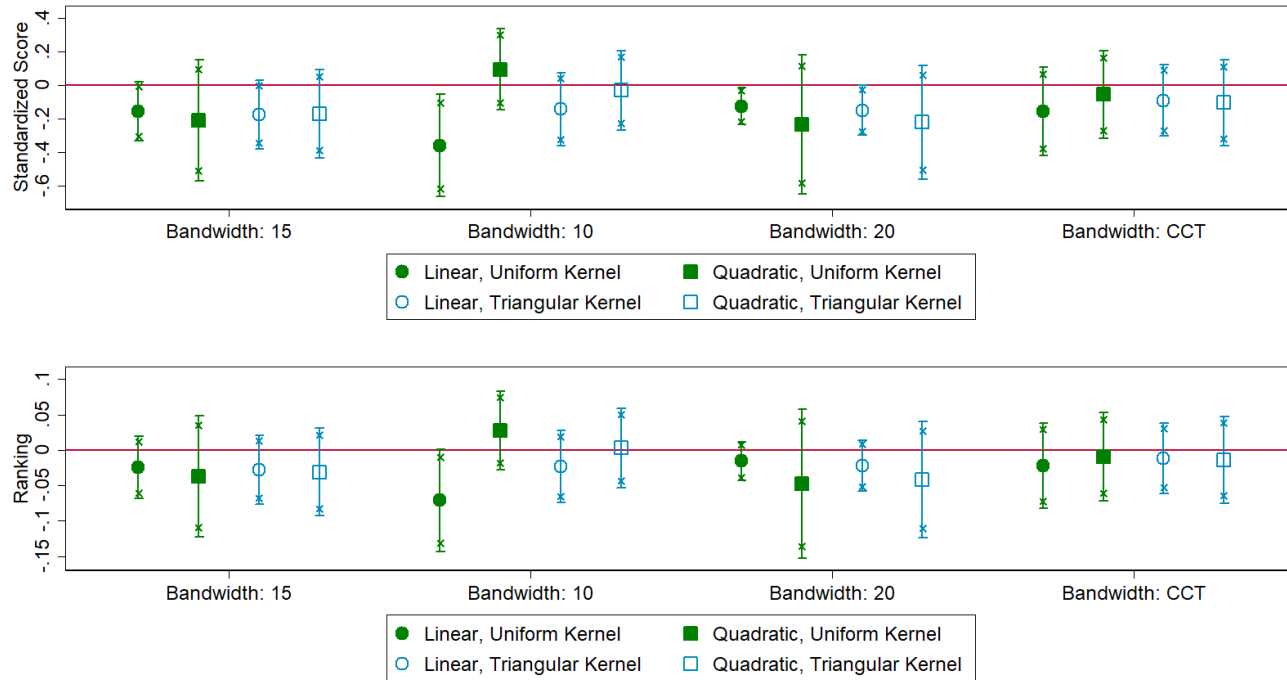 Standardized Score
.4
.2
0
-.2
-.4
-.6
Bandwidth: 15 Bandwidth: 10 Bandwidth: 20 Bandwidth: CCT
Linear, Uniform Kernel Quadratic, Uniform Kernel
Linear, Triangular Kernel Quadratic, Triangular Kernel
Ranking
.1
.05
0
-.05
-.1
-.15
Bandwidth: 15 Bandwidth: 10 Bandwidth: 20 Bandwidth: CCT
Linear, Uniform Kernel Quadratic, Uniform Kernel
Linear, Triangular Kernel Quadratic, Triangular Kernel